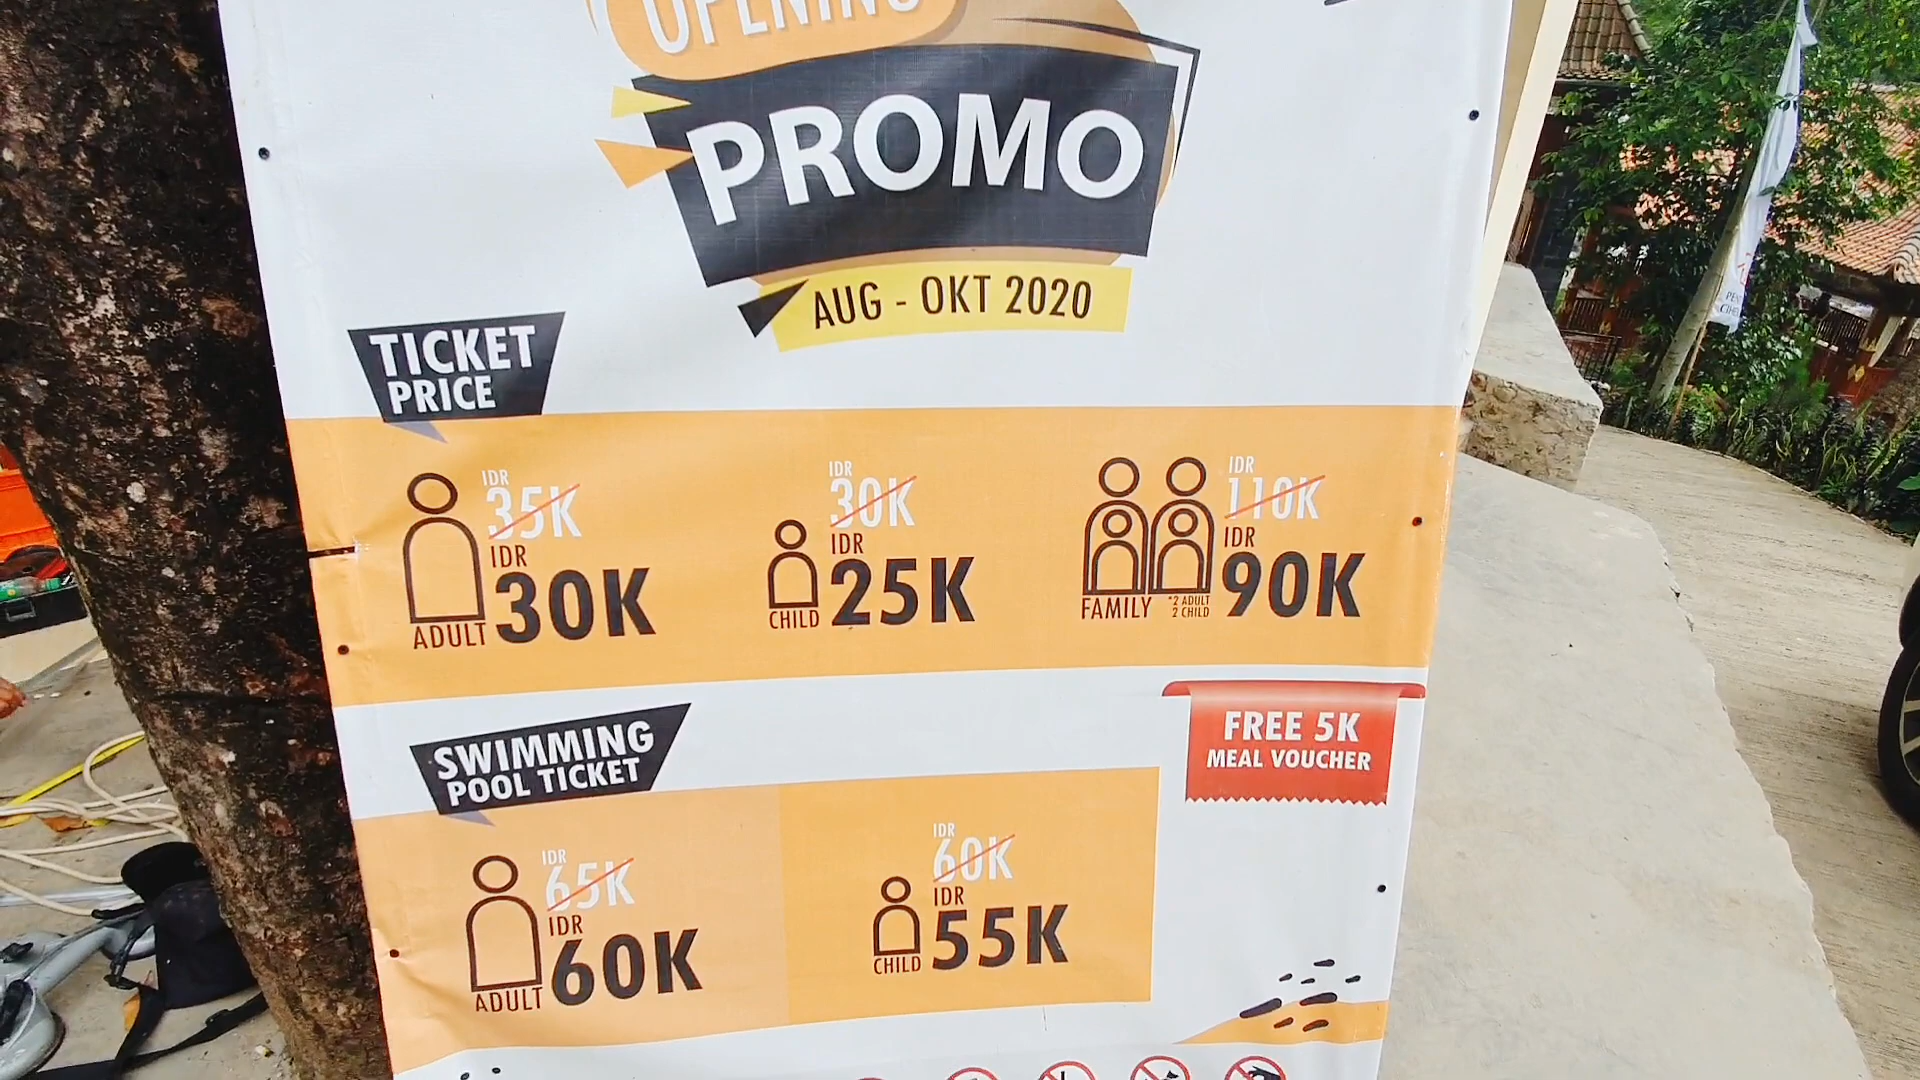 OPENING
PROMO
AUG - OKT 2020
TICKET
PRICE
IDR
35K
IDR
30K
ADULT
IDR
30K
IDR
25K
CHILD
IDR
110K
IDR
90K
FAMILY
*2 ADULT
2 CHILD
SWIMMING
POOL TICKET
FREE 5K
MEAL VOUCHER
IDR
65K
IDR
60K
ADULT
IDR
60K
IDR
55K
CHILD